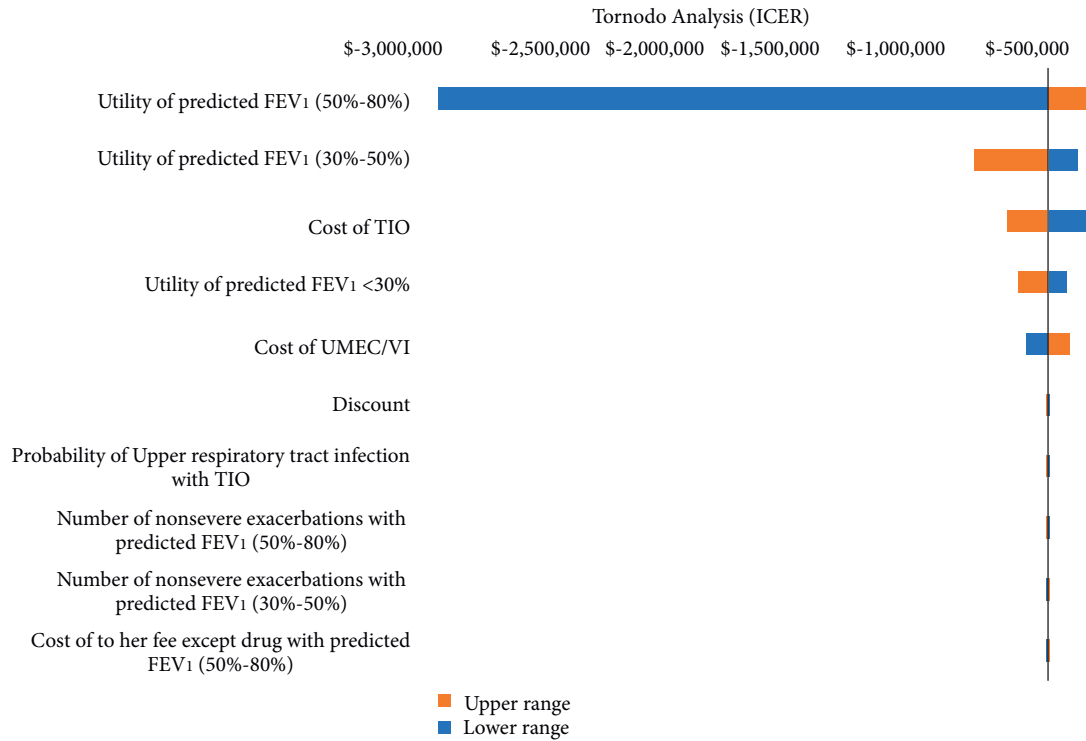 Tornodo Analysis (ICER)
$-3,000,000 $-2,500,000 $-2,000,000 $-1,500,000 $-1,000,000 $-500,000
Utility of predicted FEV1 (50%-80%)
Utility of predicted FEV1 (30%-50%)
Cost of TIO
Utility of predicted FEV1 <30%
Cost of UMEC/VI
Discount
Probability of Upper respiratory tract infection
with TIO
Number of nonsevere exacerbations with
predicted FEV1 (50%-80%)
Number of nonsevere exacerbations with
predicted FEV1 (30%-50%)
Cost of to her fee except drug with predicted
FEV1 (50%-80%)
Upper range
Lower range